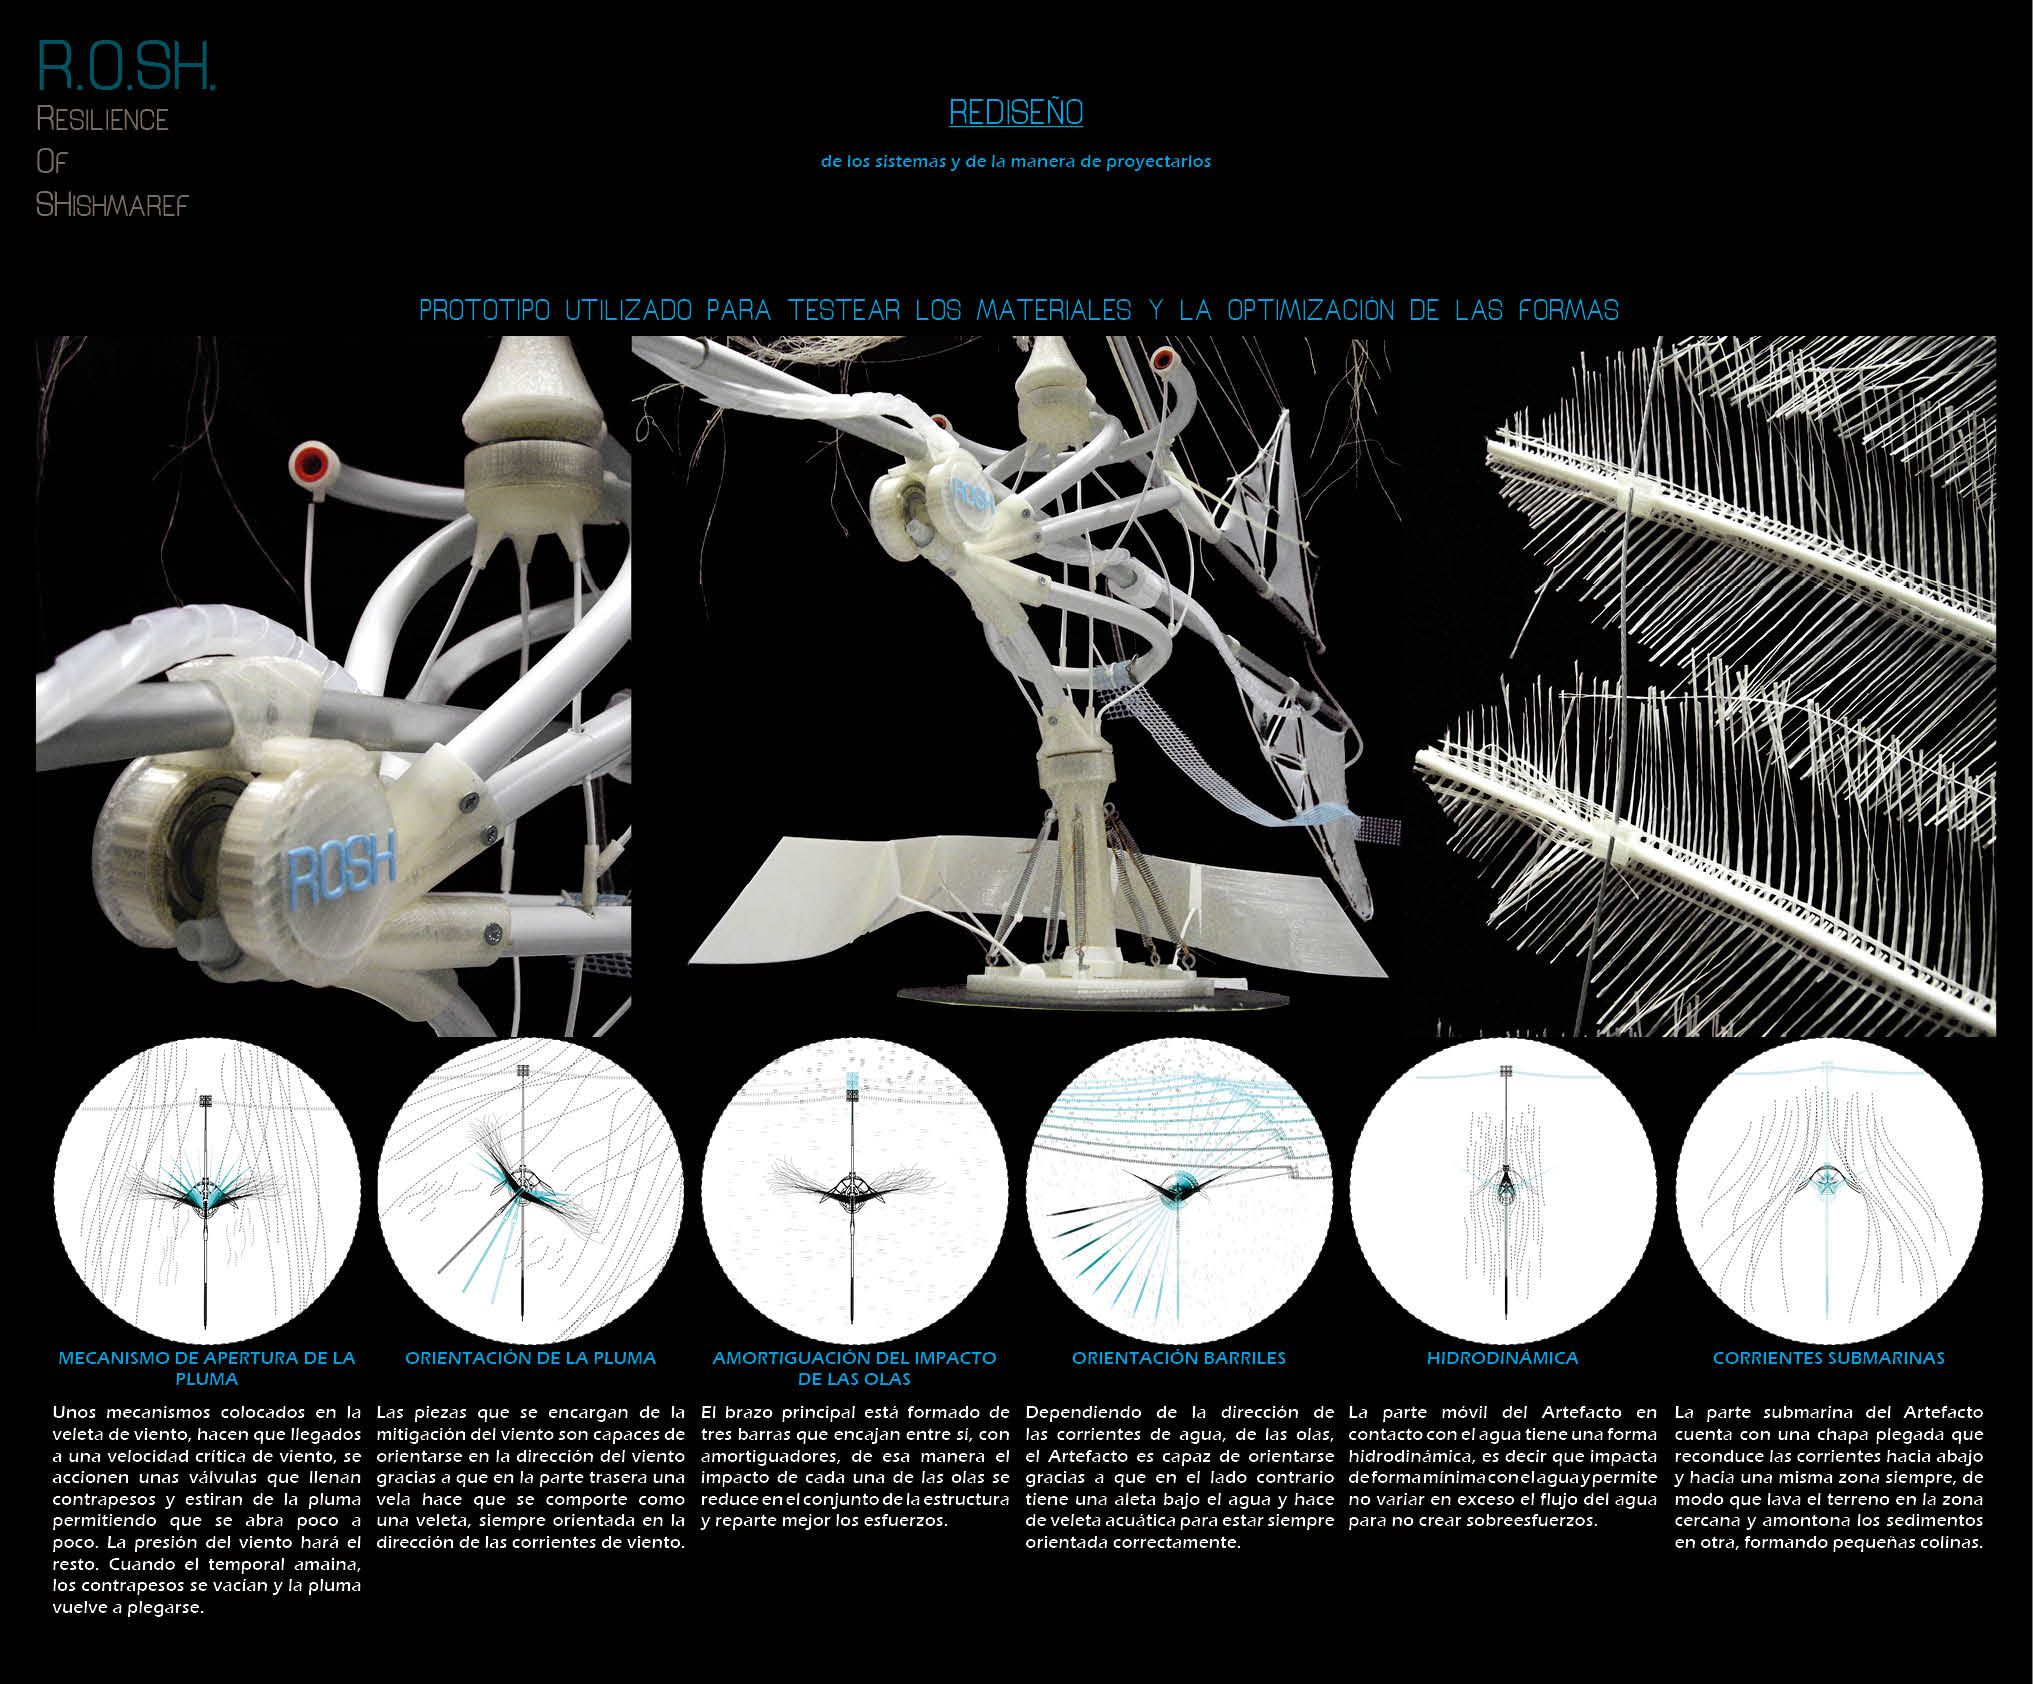 R.O.SH.
RESILIENCE
OF
SHISHMAREF
REDISEÑO
de los sistemas y de la manera de proyectarlos
PROTOTIPO UTILIZADO PARA TESTEAR LOS MATERIALES Y LA OPTIMIZACIÓN DE LAS FORMAS
ROSH
ROSH
MECANISMO DE APERTURA DE LA
PLUMA
Unos mecanismos colocados en la
veleta de viento, hacen que llegados
a una velocidad crítica de viento, se
accionen unas válvulas que llenan
contrapesos y estiran de la pluma
permitiendo que se abra poco a
poco. La presión del viento hará el
resto. Cuando el temporal amaina,
los contrapesos se vacían y la pluma
vuelve a plegarse.
ORIENTACIÓN DE LA PLUMA
Las piezas que se encargan de la
mitigación del viento son capaces de
orientarse en la dirección del viento
gracias a que en la parte trasera una
vela hace que se comporte como
una veleta, siempre orientada en la
dirección de las corrientes de viento.
AMORTIGUACIÓN DEL IMPACTO
DE LAS OLAS
El brazo principal está formado de
tres barras que encajan entre sí, con
amortiguadores, de esa manera el
impacto de cada una de las olas se
reduce en el conjunto de la estructura
y reparte mejor los esfuerzos.
ORIENTACIÓN BARRILES
Dependiendo de la dirección de
las corrientes de agua, de las olas,
el Artefacto es capaz de orientarse
gracias a que en el lado contrario
tiene una aleta bajo el agua y hace
de veleta acuática para estar siempre
orientada correctamente.
HIDRODINÁMICA
La parte móvil del Artefacto en
contacto con el agua tiene una forma
hidrodinámica, es decir que impacta
de forma mínima con el agua y permite
no variar en exceso el flujo del agua
para no crear sobreesfuerzos.
CORRIENTES SUBMARINAS
La parte submarina del Artefacto
cuenta con una chapa plegada que
reconduce las corrientes hacia abajo
y hacia una misma zona siempre, de
modo que lava el terreno en la zona
cercana y amontona los sedimentos
en otra, formando pequeñas colinas.